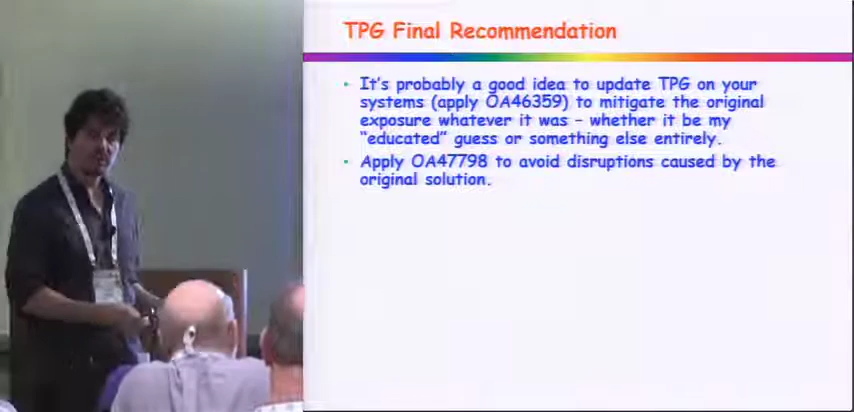 TPG Final Recommendation
• It's probably a good idea to update TPG on your
systems (apply OA46359) to mitigate the original
exposure whatever it was – whether it be my
"educated" guess or something else entirely.
• Apply OA47798 to avoid disruptions caused by the
original solution.